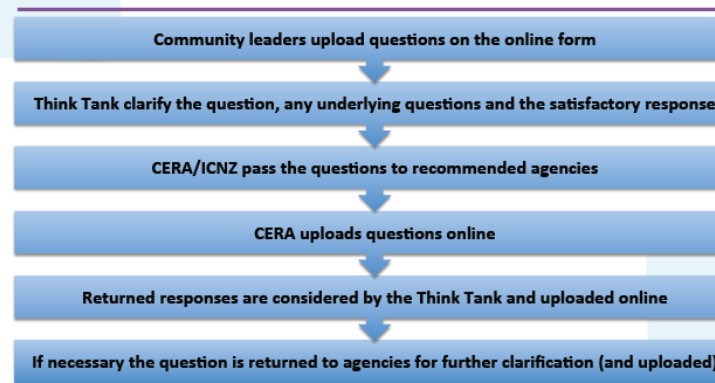 Community leaders upload questions on the online form
Think Tank clarify the question, any underlying questions and the satisfactory response
CERA/ICNZ pass the questions to recommended agencies
CERA uploads questions online
Returned responses are considered by the Think Tank and uploaded online
If necessary the question is returned to agencies for further clarification (and uploaded)